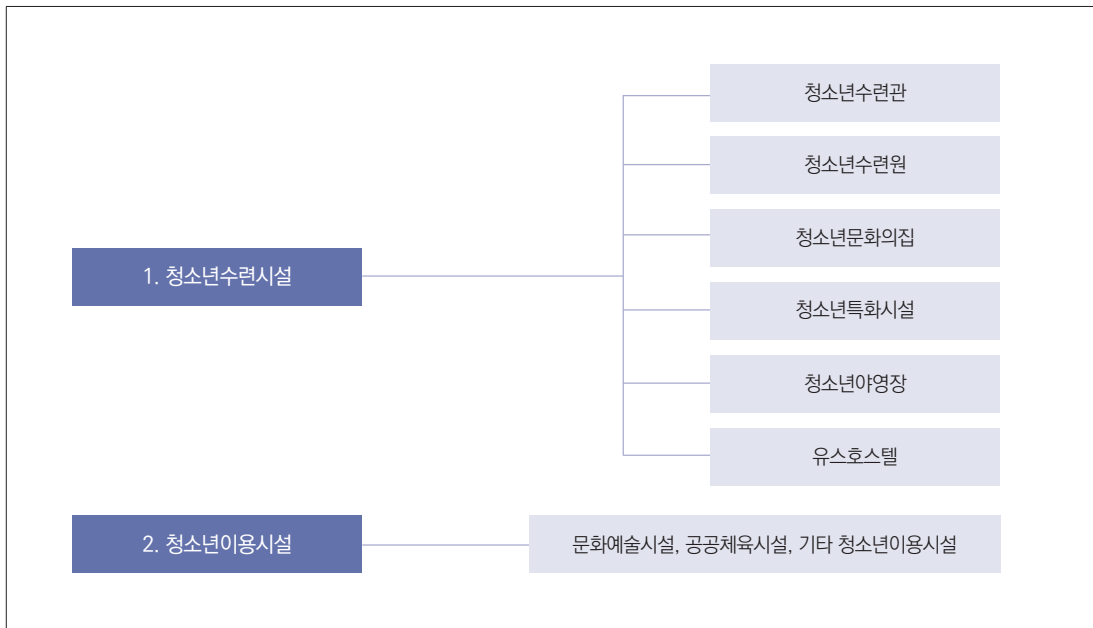 청소년수련관
청소년수련원
청소년문화의집
1. 청소년수련시설
청소년특화시설
청소년야영장
유스호스텔
2. 청소년이용시설
문화예술시설, 공공체육시설, 기타 청소년이용시설